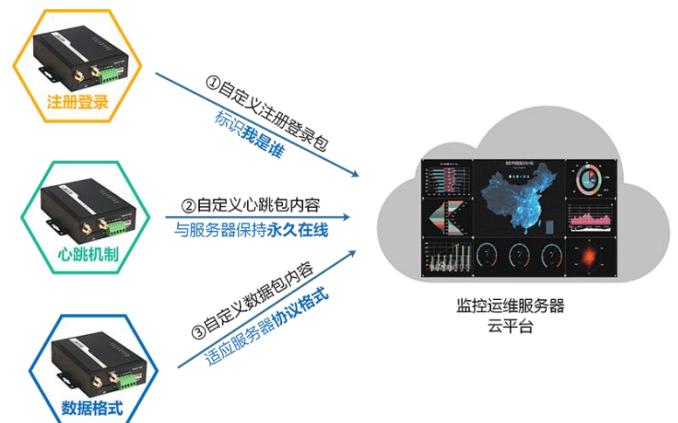 注册登录
①自定义注册登录包
标识我是谁
心跳机制
②自定义心跳包内容
与服务器保持永久在线
数据格式
③自定义数据包内容
适应服务器协议格式
监控运维服务器
云平台